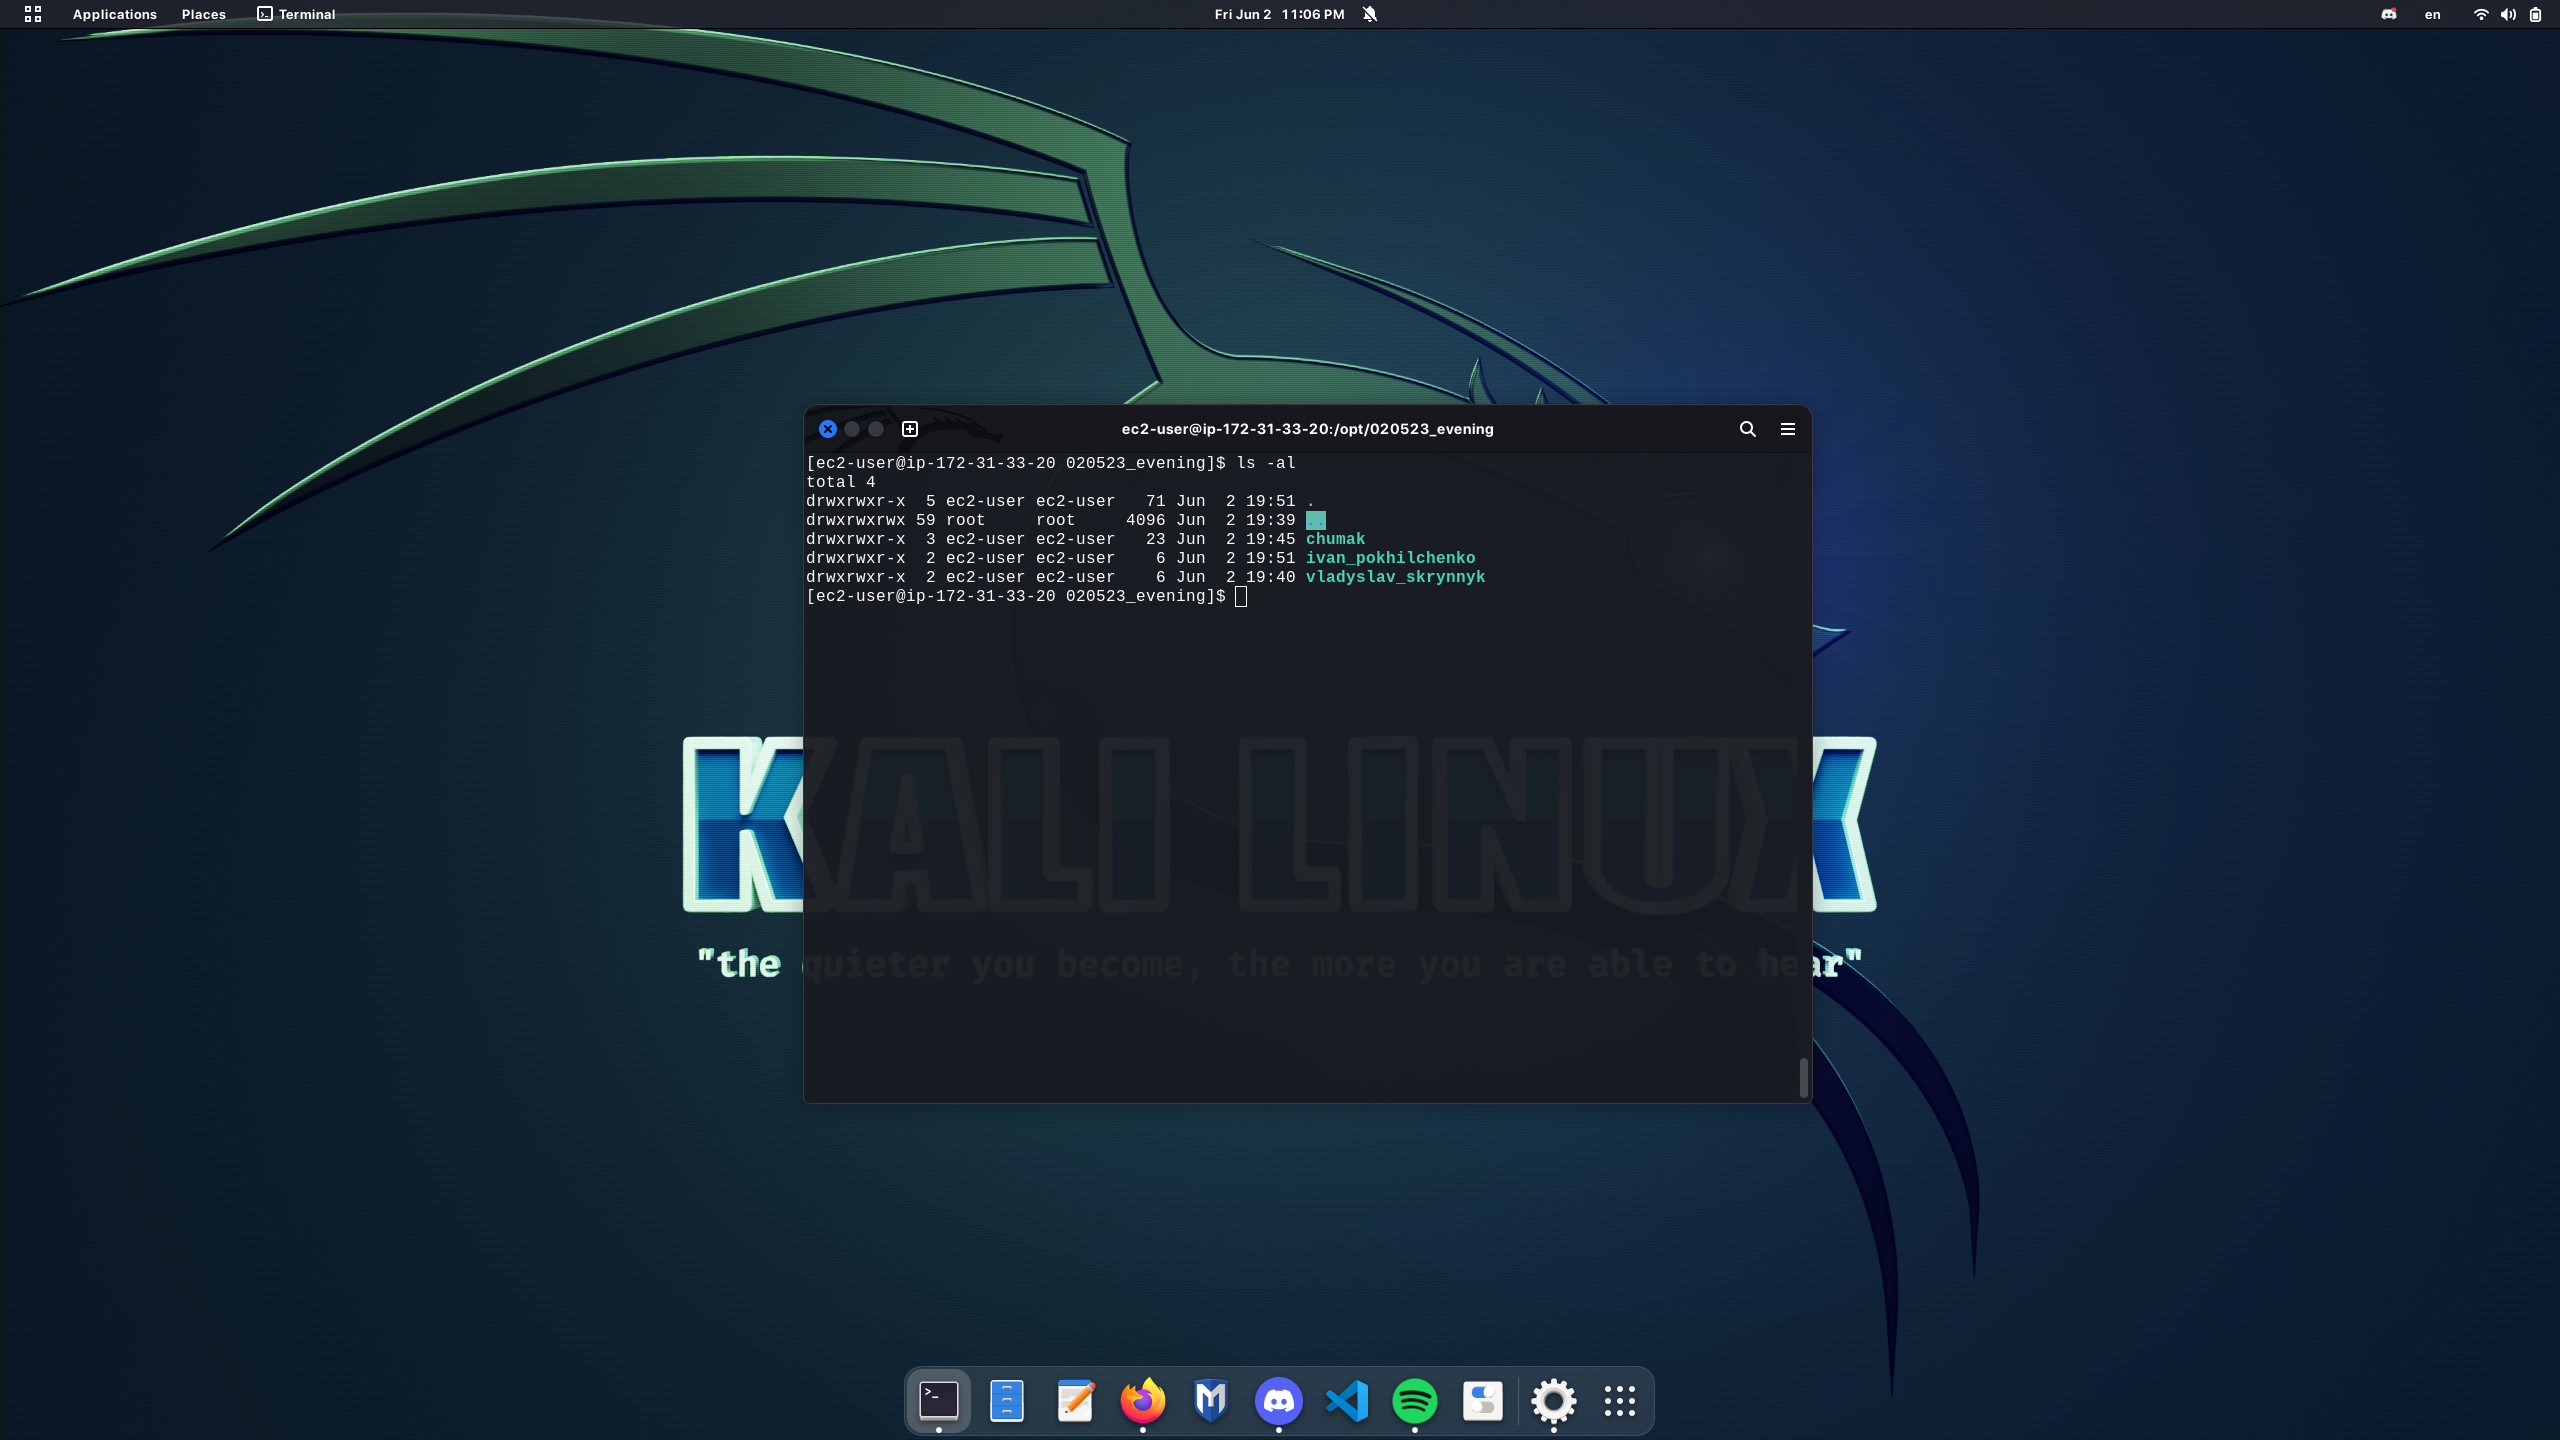 Applications Places Terminal Fri Jun 2 11:06 PM en
ec2-user@ip-172-31-33-20:/opt/020523_evening
[ec2-user@ip-172-31-33-20 020523_evening]$ ls -al
total 4
drwxrwxr-x  5 ec2-user ec2-user   71 Jun  2 19:51 .
drwxrwxrwx 59 root     root     4096 Jun  2 19:39 ..
drwxrwxr-x  3 ec2-user ec2-user   23 Jun  2 19:45 chumak
drwxrwxr-x  2 ec2-user ec2-user    6 Jun  2 19:51 ivan_pokhilchenko
drwxrwxr-x  2 ec2-user ec2-user    6 Jun  2 19:40 vladyslav_skrynnyk
[ec2-user@ip-172-31-33-20 020523_evening]$
KALI LINUX
"the quieter you become, the more you are able to hear"